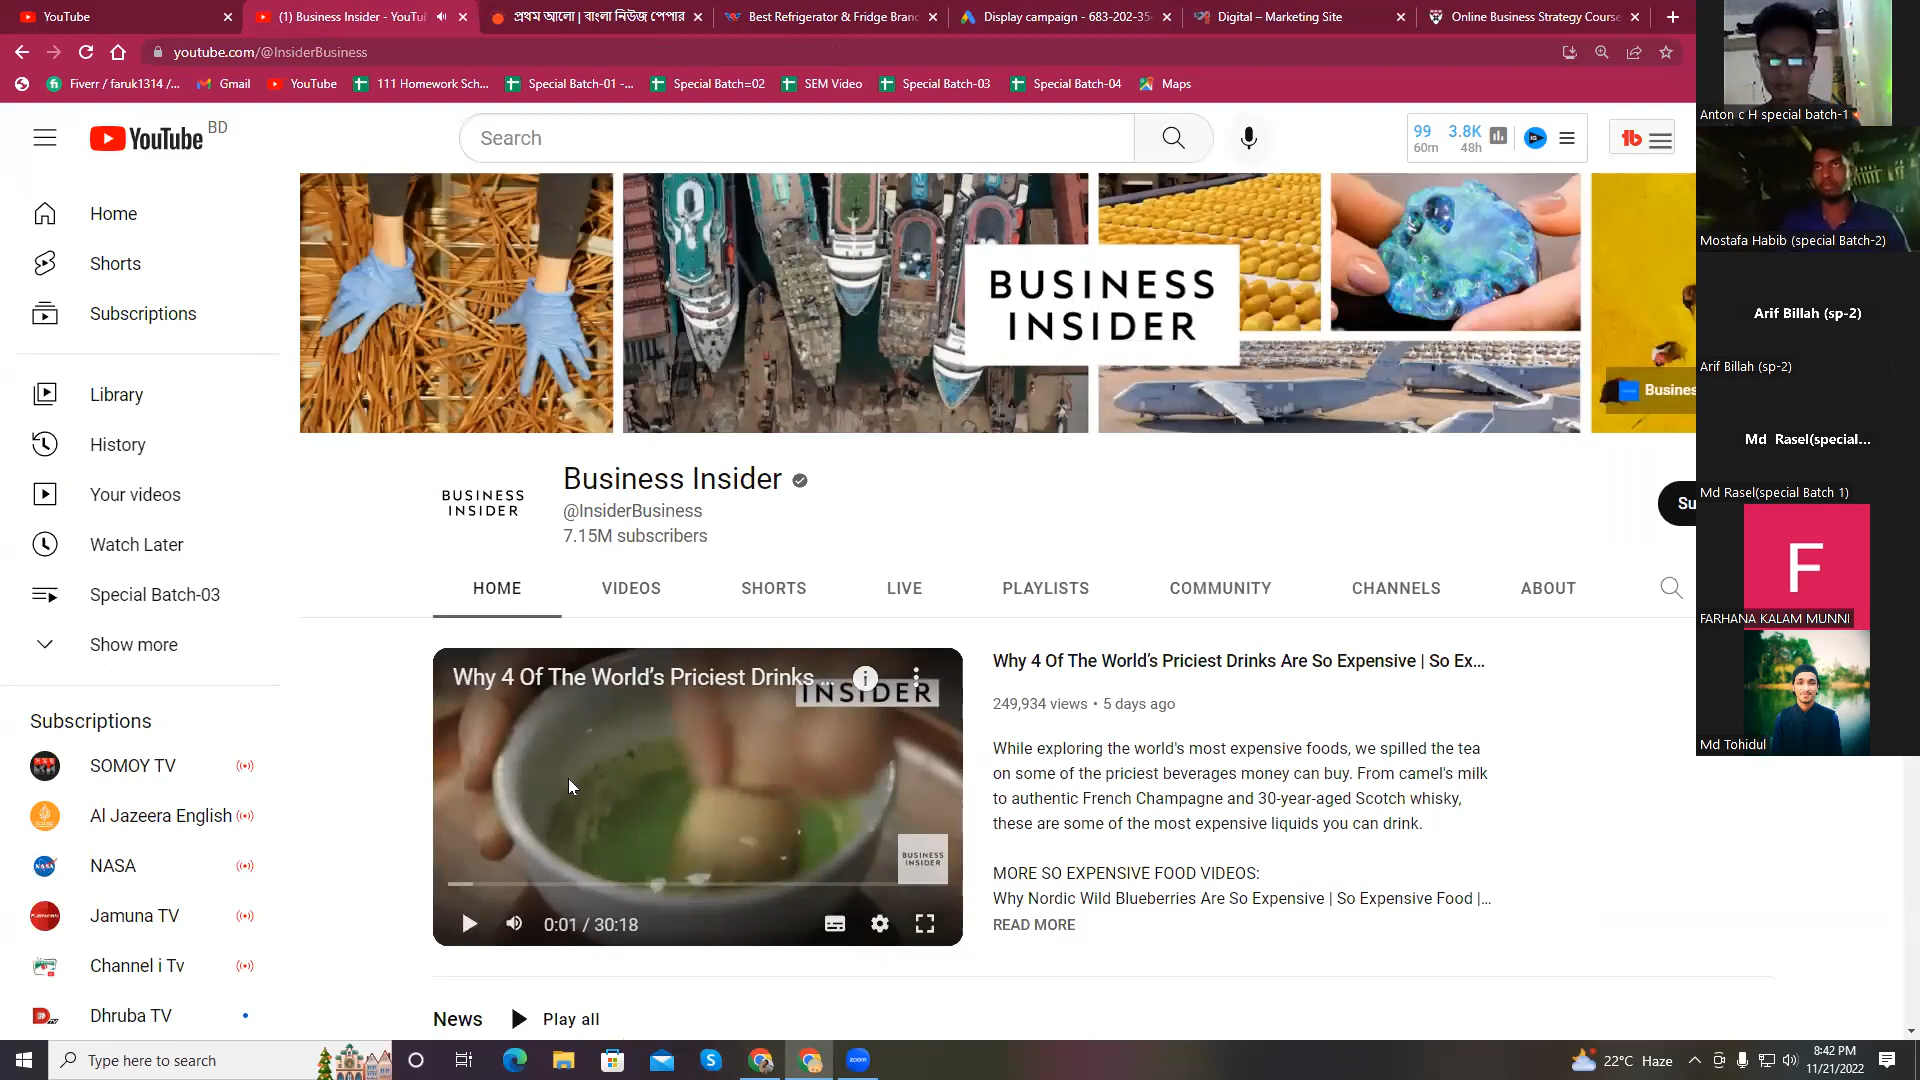 YouTube
(1) Business Insider - YouTu
প্রথম আলো | বাংলা নিউজ পেপার
Best Refrigerator & Fridge Bran
Display campaign - 683-202-35
Digital – Marketing Site
Online Business Strategy Course
youtube.com/@InsiderBusiness
Fiverr / faruk1314 /...
Gmail
YouTube
111 Homework Sch...
Special Batch-01 -...
Special Batch=02
SEM Video
Special Batch-03
Special Batch-04
Maps
YouTube BD
Search
99 60m
3.8K 48h
Home
Shorts
Subscriptions
Library
History
Your videos
Watch Later
Special Batch-03
Show more
Subscriptions
SOMOY TV
Al Jazeera English
NASA
Jamuna TV
Channel i Tv
Dhruba TV
BUSINESS
INSIDER
Busines
BUSINESS
INSIDER
Business Insider
@InsiderBusiness
7.15M subscribers
Su
HOME
VIDEOS
SHORTS
LIVE
PLAYLISTS
COMMUNITY
CHANNELS
ABOUT
Why 4 Of The World's Priciest Drinks ...
INSIDER
BUSINESS
INSIDER
0:01 / 30:18
Why 4 Of The World's Priciest Drinks Are So Expensive | So Ex...
249,934 views • 5 days ago
While exploring the world's most expensive foods, we spilled the tea
on some of the priciest beverages money can buy. From camel's milk
to authentic French Champagne and 30-year-aged Scotch whisky,
these are some of the most expensive liquids you can drink.
MORE SO EXPENSIVE FOOD VIDEOS:
Why Nordic Wild Blueberries Are So Expensive | So Expensive Food |...
READ MORE
News
Play all
Anton c H special batch-1
Mostafa Habib (special Batch-2)
Arif Billah (sp-2)
Arif Billah (sp-2)
Md Rasel(special...
Md Rasel(special Batch 1)
F
FARHANA KALAM MUNNI
Md Tohidul
Type here to search
zoom
22°C Haze
8:42 PM
11/21/2022